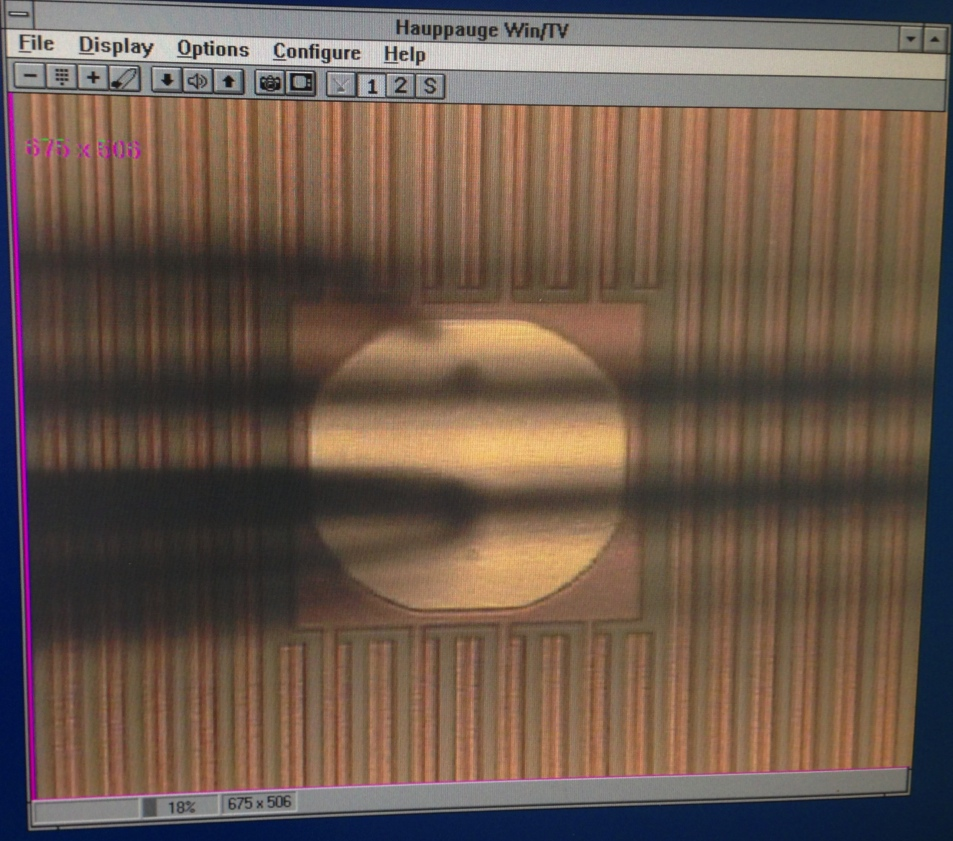 Hauppauge Win/TV
File Display Options Configure Help
1 2 S
675 x 506
18% 675 x 506